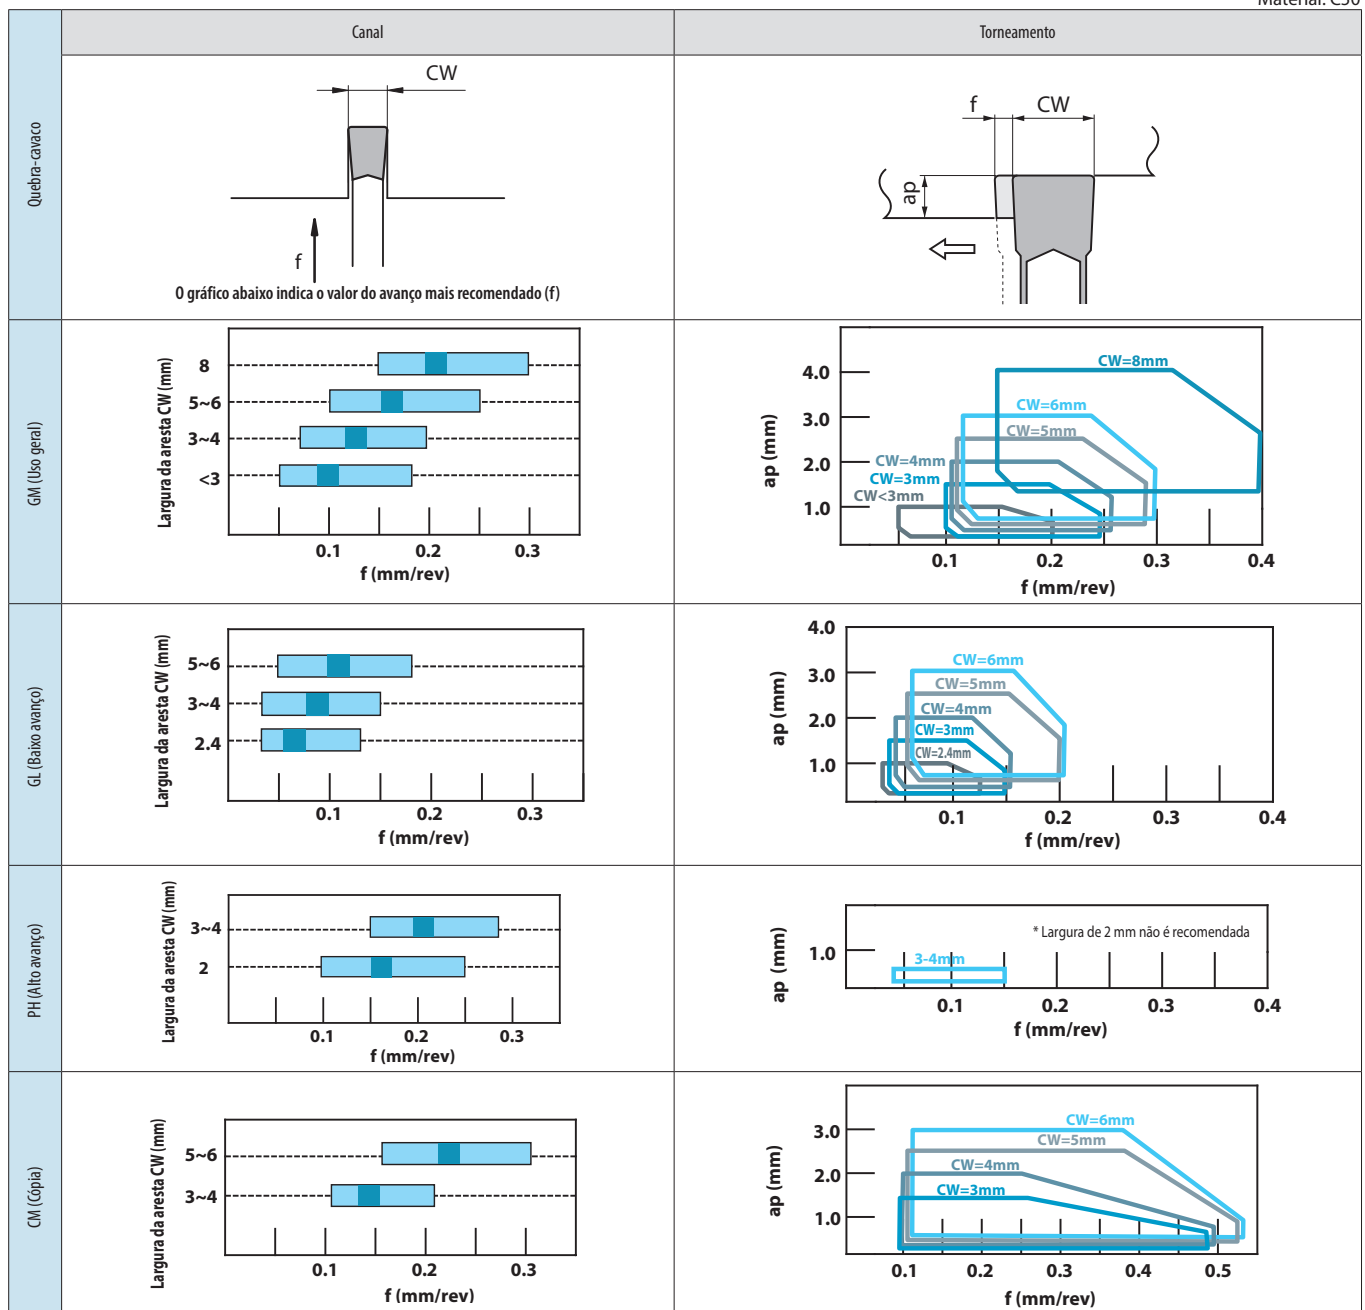 Material: C50
Quebra-cavaco
Canal
Torneamento
CW
f
O gráfico abaixo indica o valor do avanço mais recomendado (f)
f
CW
ap
GM (Uso geral)
Largura da aresta CW (mm)
8
5~6
3~4
<3
0.1
0.2
0.3
f (mm/rev)
ap (mm)
4.0
3.0
2.0
1.0
CW=8mm
CW=6mm
CW=5mm
CW=4mm
CW=3mm
CW<3mm
0.1
0.2
0.3
0.4
f (mm/rev)
GL (Baixo avanço)
Largura da aresta CW (mm)
5~6
3~4
2.4
0.1
0.2
0.3
f (mm/rev)
ap (mm)
4.0
3.0
2.0
1.0
CW=6mm
CW=5mm
CW=4mm
CW=3mm
CW=2.4mm
0.1
0.2
0.3
0.4
f (mm/rev)
PH (Alto avanço)
Largura da aresta CW (mm)
3~4
2
0.1
0.2
0.3
f (mm/rev)
ap (mm)
1.0
* Largura de 2 mm não é recomendada
3-4mm
0.1
0.2
0.3
0.4
f (mm/rev)
CM (Cópia)
Largura da aresta CW (mm)
5~6
3~4
0.1
0.2
0.3
f (mm/rev)
ap (mm)
3.0
2.0
1.0
CW=6mm
CW=5mm
CW=4mm
CW=3mm
0.1
0.2
0.3
0.4
0.5
f (mm/rev)